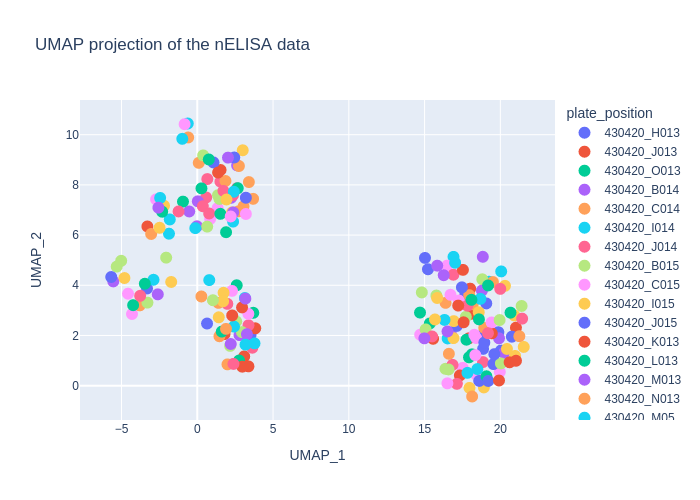 UMAP projection of the nELISA data
plate_position
430420_H013
430420_J013
430420_O013
430420_B014
430420_C014
430420_I014
430420_J014
430420_B015
430420_C015
430420_I015
430420_J015
430420_K013
430420_L013
430420_M013
430420_N013
430420_M05
UMAP_2
10
8
6
4
2
0
−5
0
5
10
15
20
UMAP_1